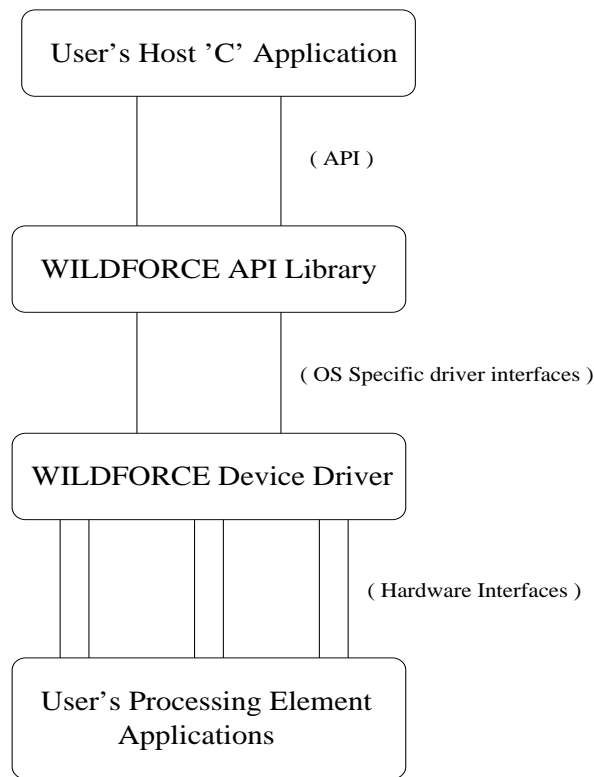 User's Host ’C’ Application
( API )
WILDFORCE API Library
( OS Specific driver interfaces )
WILDFORCE Device Driver
( Hardware Interfaces )
User’s Processing Element
Applications